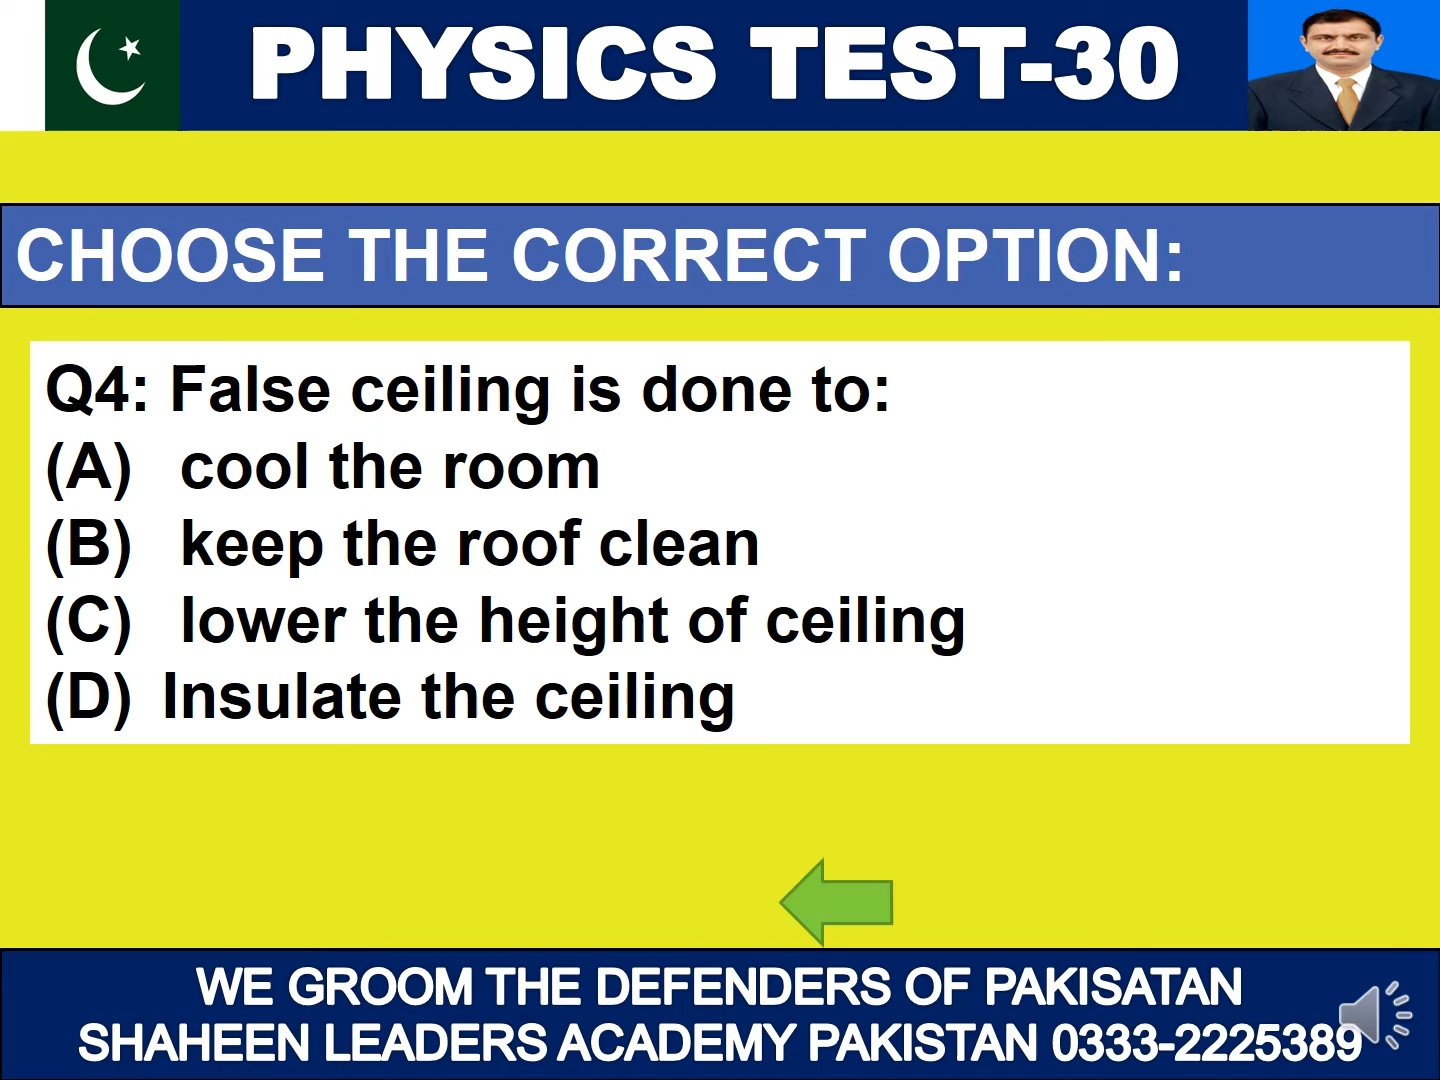 PHYSICS TEST-30
CHOOSE THE CORRECT OPTION:
Q4: False ceiling is done to:
(A) cool the room
(B) keep the roof clean
(C) lower the height of ceiling
(D) Insulate the ceiling
WE GROOM THE DEFENDERS OF PAKISATAN
SHAHEEN LEADERS ACADEMY PAKISTAN 0333-2225389